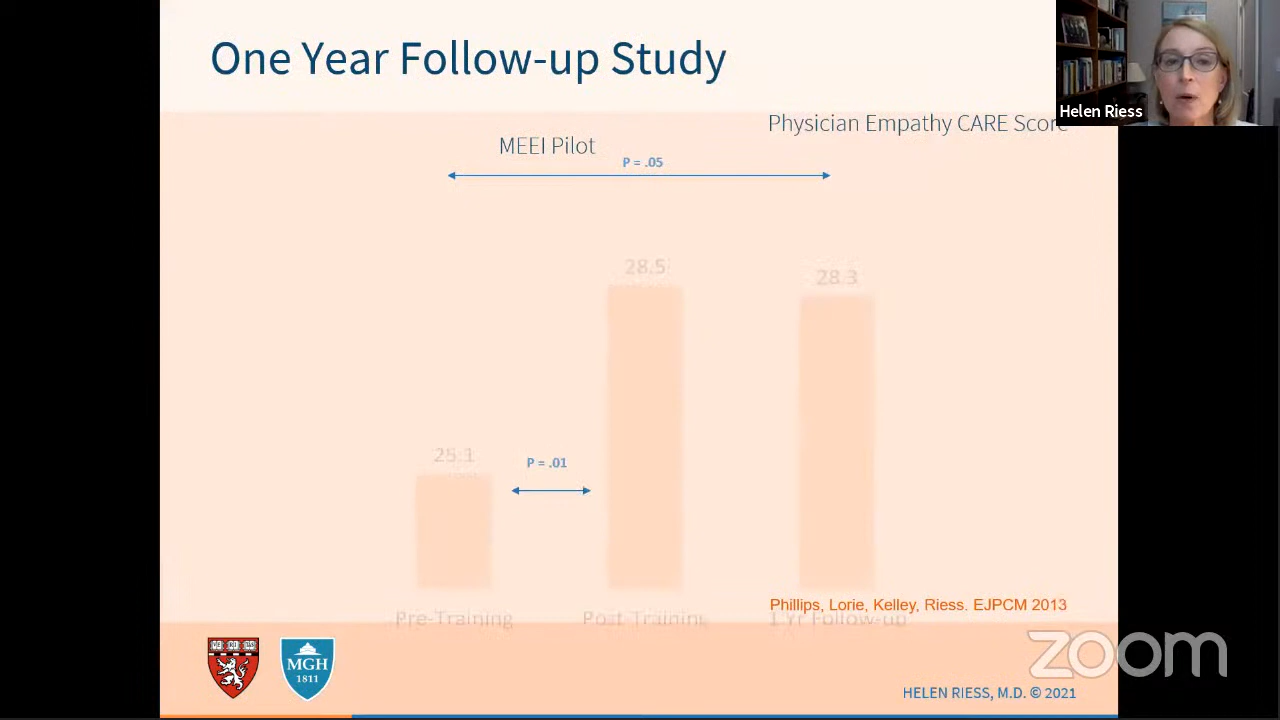 One Year Follow-up Study
Helen Riess
Physician Empathy CARE Score
MEEI Pilot
P = .05
28.5
28.3
25.1
P = .01
Phillips, Lorie, Kelley, Riess. EJPCM 2013
Pre-Training
Post Training
1 Yr Follow-up
MGH
1811
zoom
HELEN RIESS, M.D. © 2021